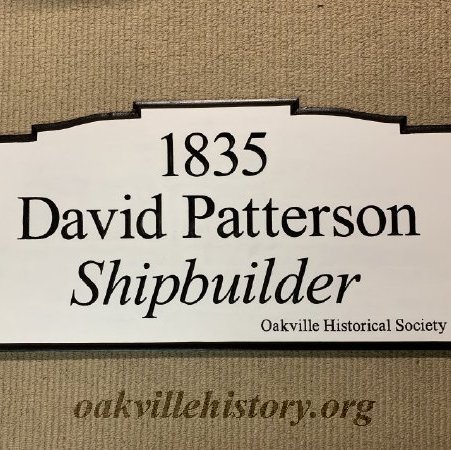 1835
David Patterson
Shipbuilder
Oakville Historical Society
oakvillehistory.org